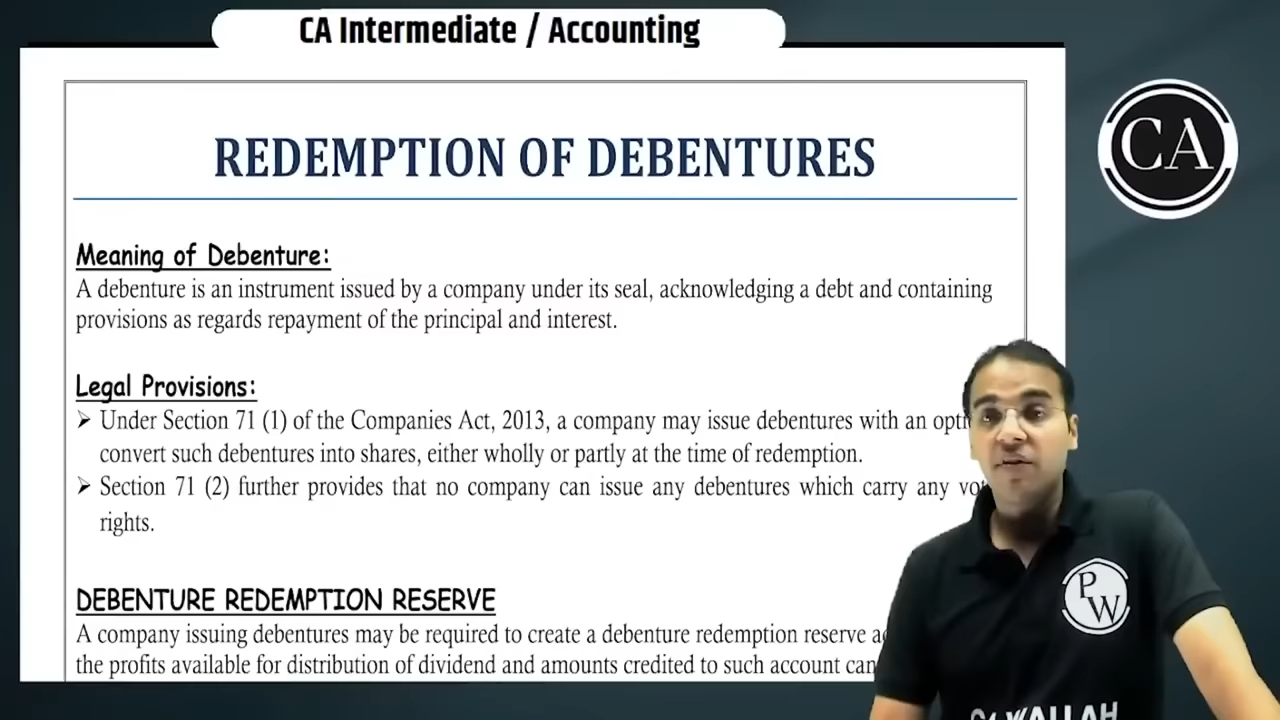 CA Intermediate / Accounting
CA
REDEMPTION OF DEBENTURES
Meaning of Debenture:
A debenture is an instrument issued by a company under its seal, acknowledging a debt and containing
provisions as regards repayment of the principal and interest.
Legal Provisions:
➢ Under Section 71 (1) of the Companies Act, 2013, a company may issue debentures with an
convert such debentures into shares, either wholly or partly at the time of redemption.
➢ Section 71 (2) further provides that no company can issue any debentures which carry any
rights.
DEBENTURE REDEMPTION RESERVE
A company issuing debentures may be required to create a debenture redemption reserve
the profits available for distribution of dividend and amounts credited to such account
PW
CA WALLAH